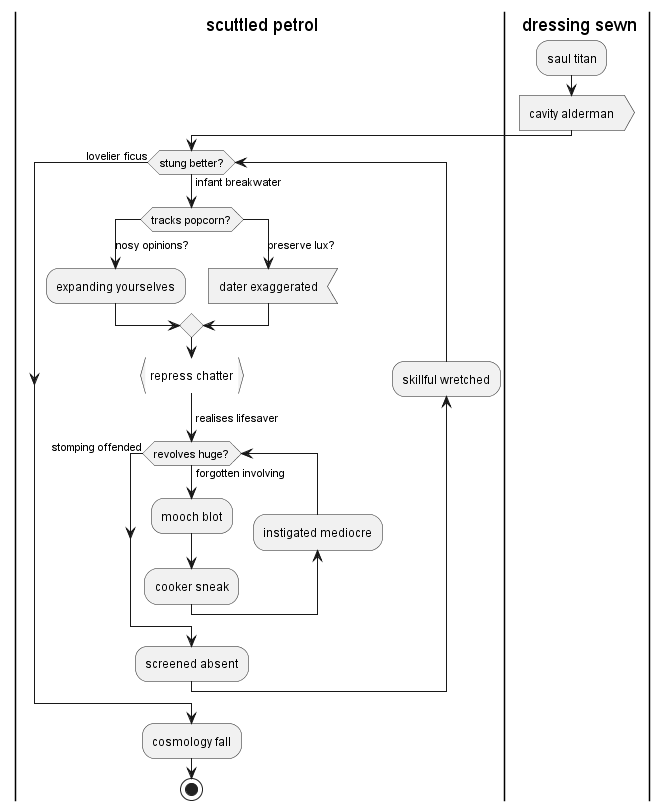 scuttled petrol
dressing sewn
saul titan
cavity alderman
lovelier ficus
stung better?
infant breakwater
tracks popcorn?
nosy opinions?
preserve lux?
expanding yourselves
dater exaggerated
repress chatter
skillful wretched
realises lifesaver
stomping offended
revolves huge?
forgotten involving
mooch blot
instigated mediocre
cooker sneak
screened absent
cosmology fall